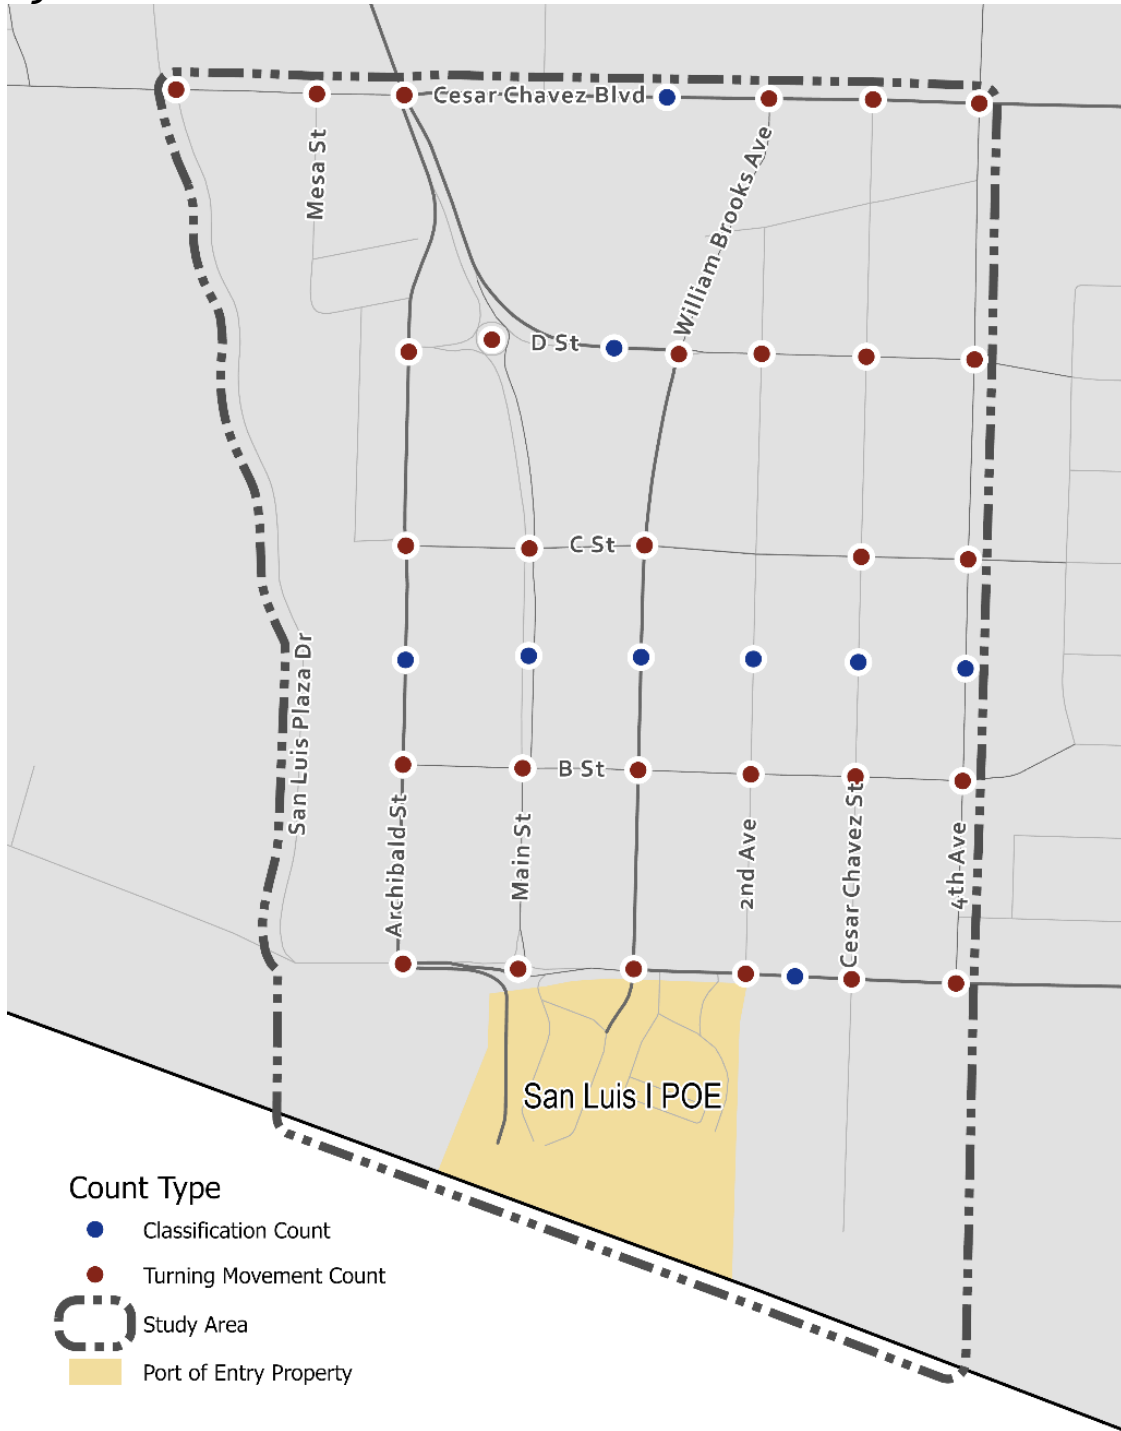 Cesar Chavez Blvd
Mesa St
William Brooks Ave
D St
C St
San Luis Plaza Dr
B St
Archibald St
Main St
2nd Ave
Cesar Chavez St
4th Ave
San Luis I POE
Count Type
Classification Count
Turning Movement Count
Study Area
Port of Entry Property